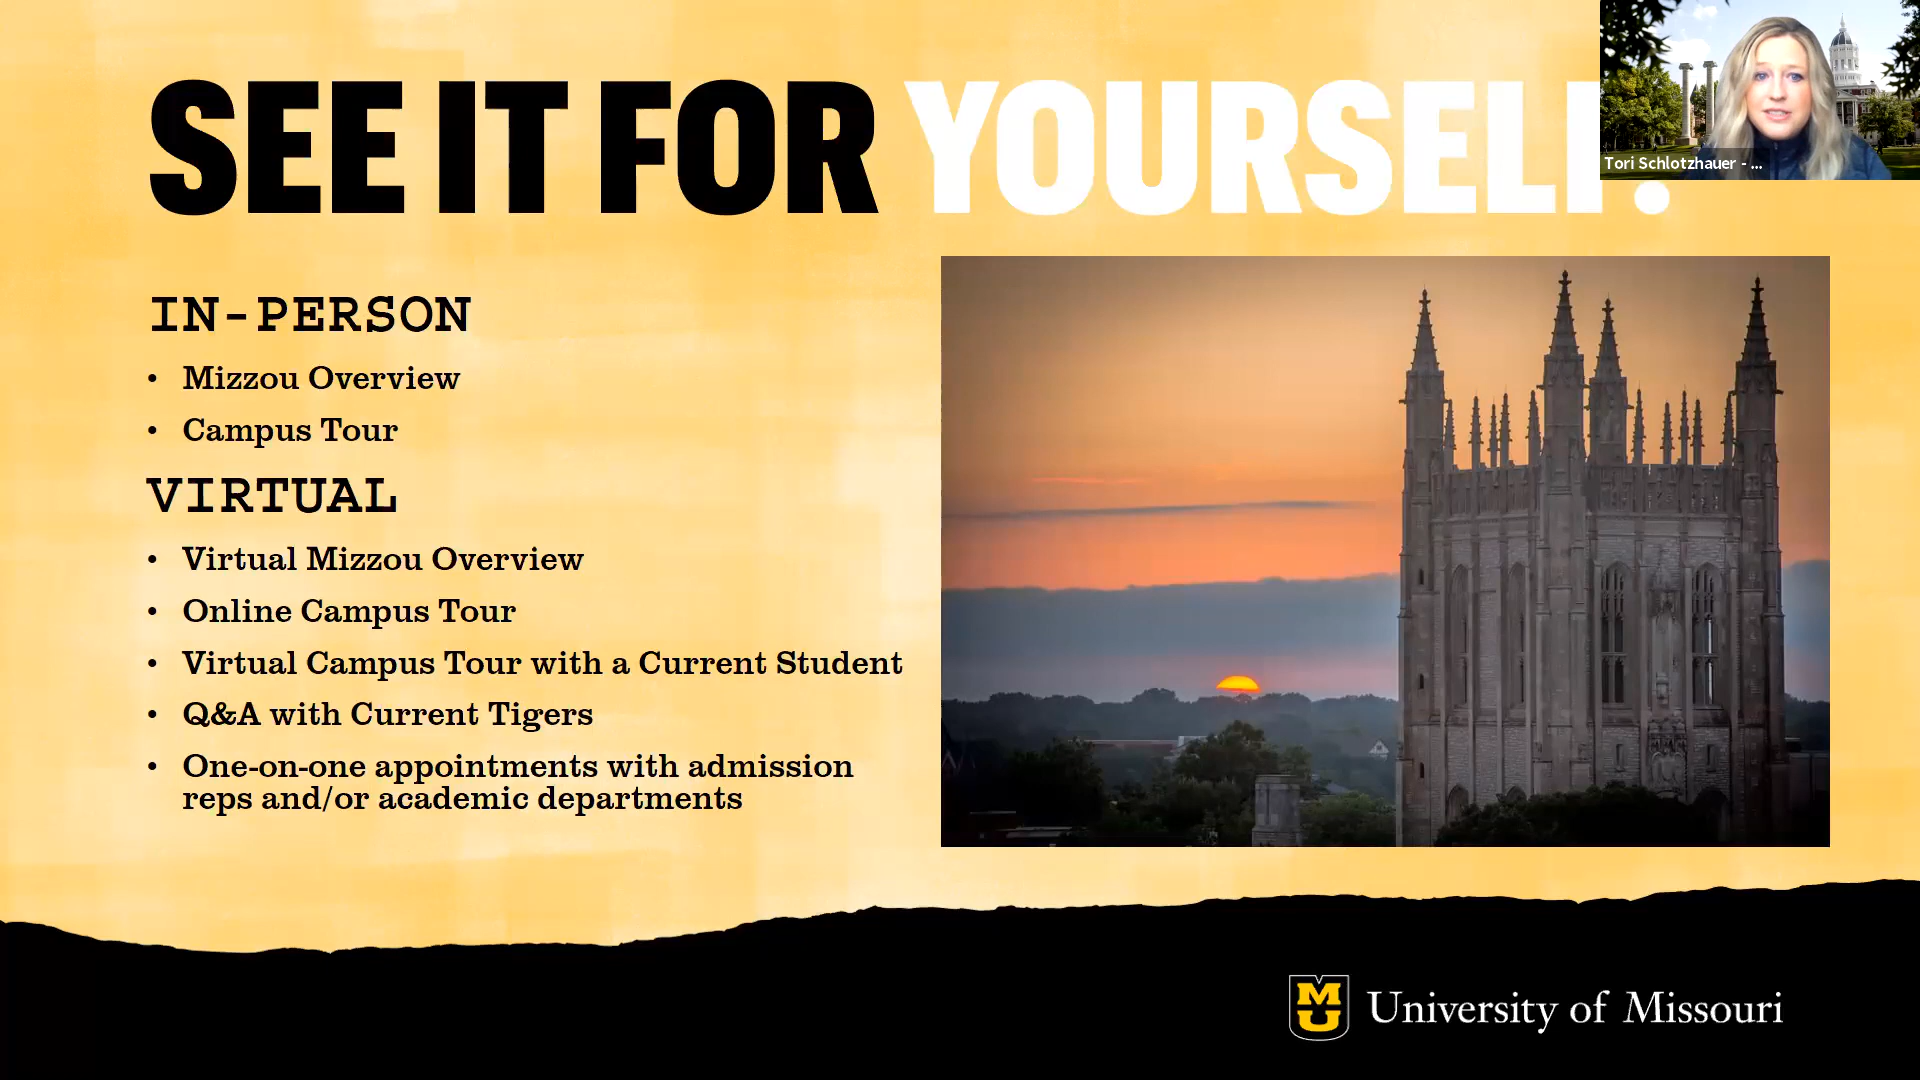 SEE IT FOR YOURSELF.
Tori Schlotzhauer - ...
IN-PERSON
• Mizzou Overview
• Campus Tour
VIRTUAL
• Virtual Mizzou Overview
• Online Campus Tour
• Virtual Campus Tour with a Current Student
• Q&A with Current Tigers
• One-on-one appointments with admission
reps and/or academic departments
MU
University of Missouri